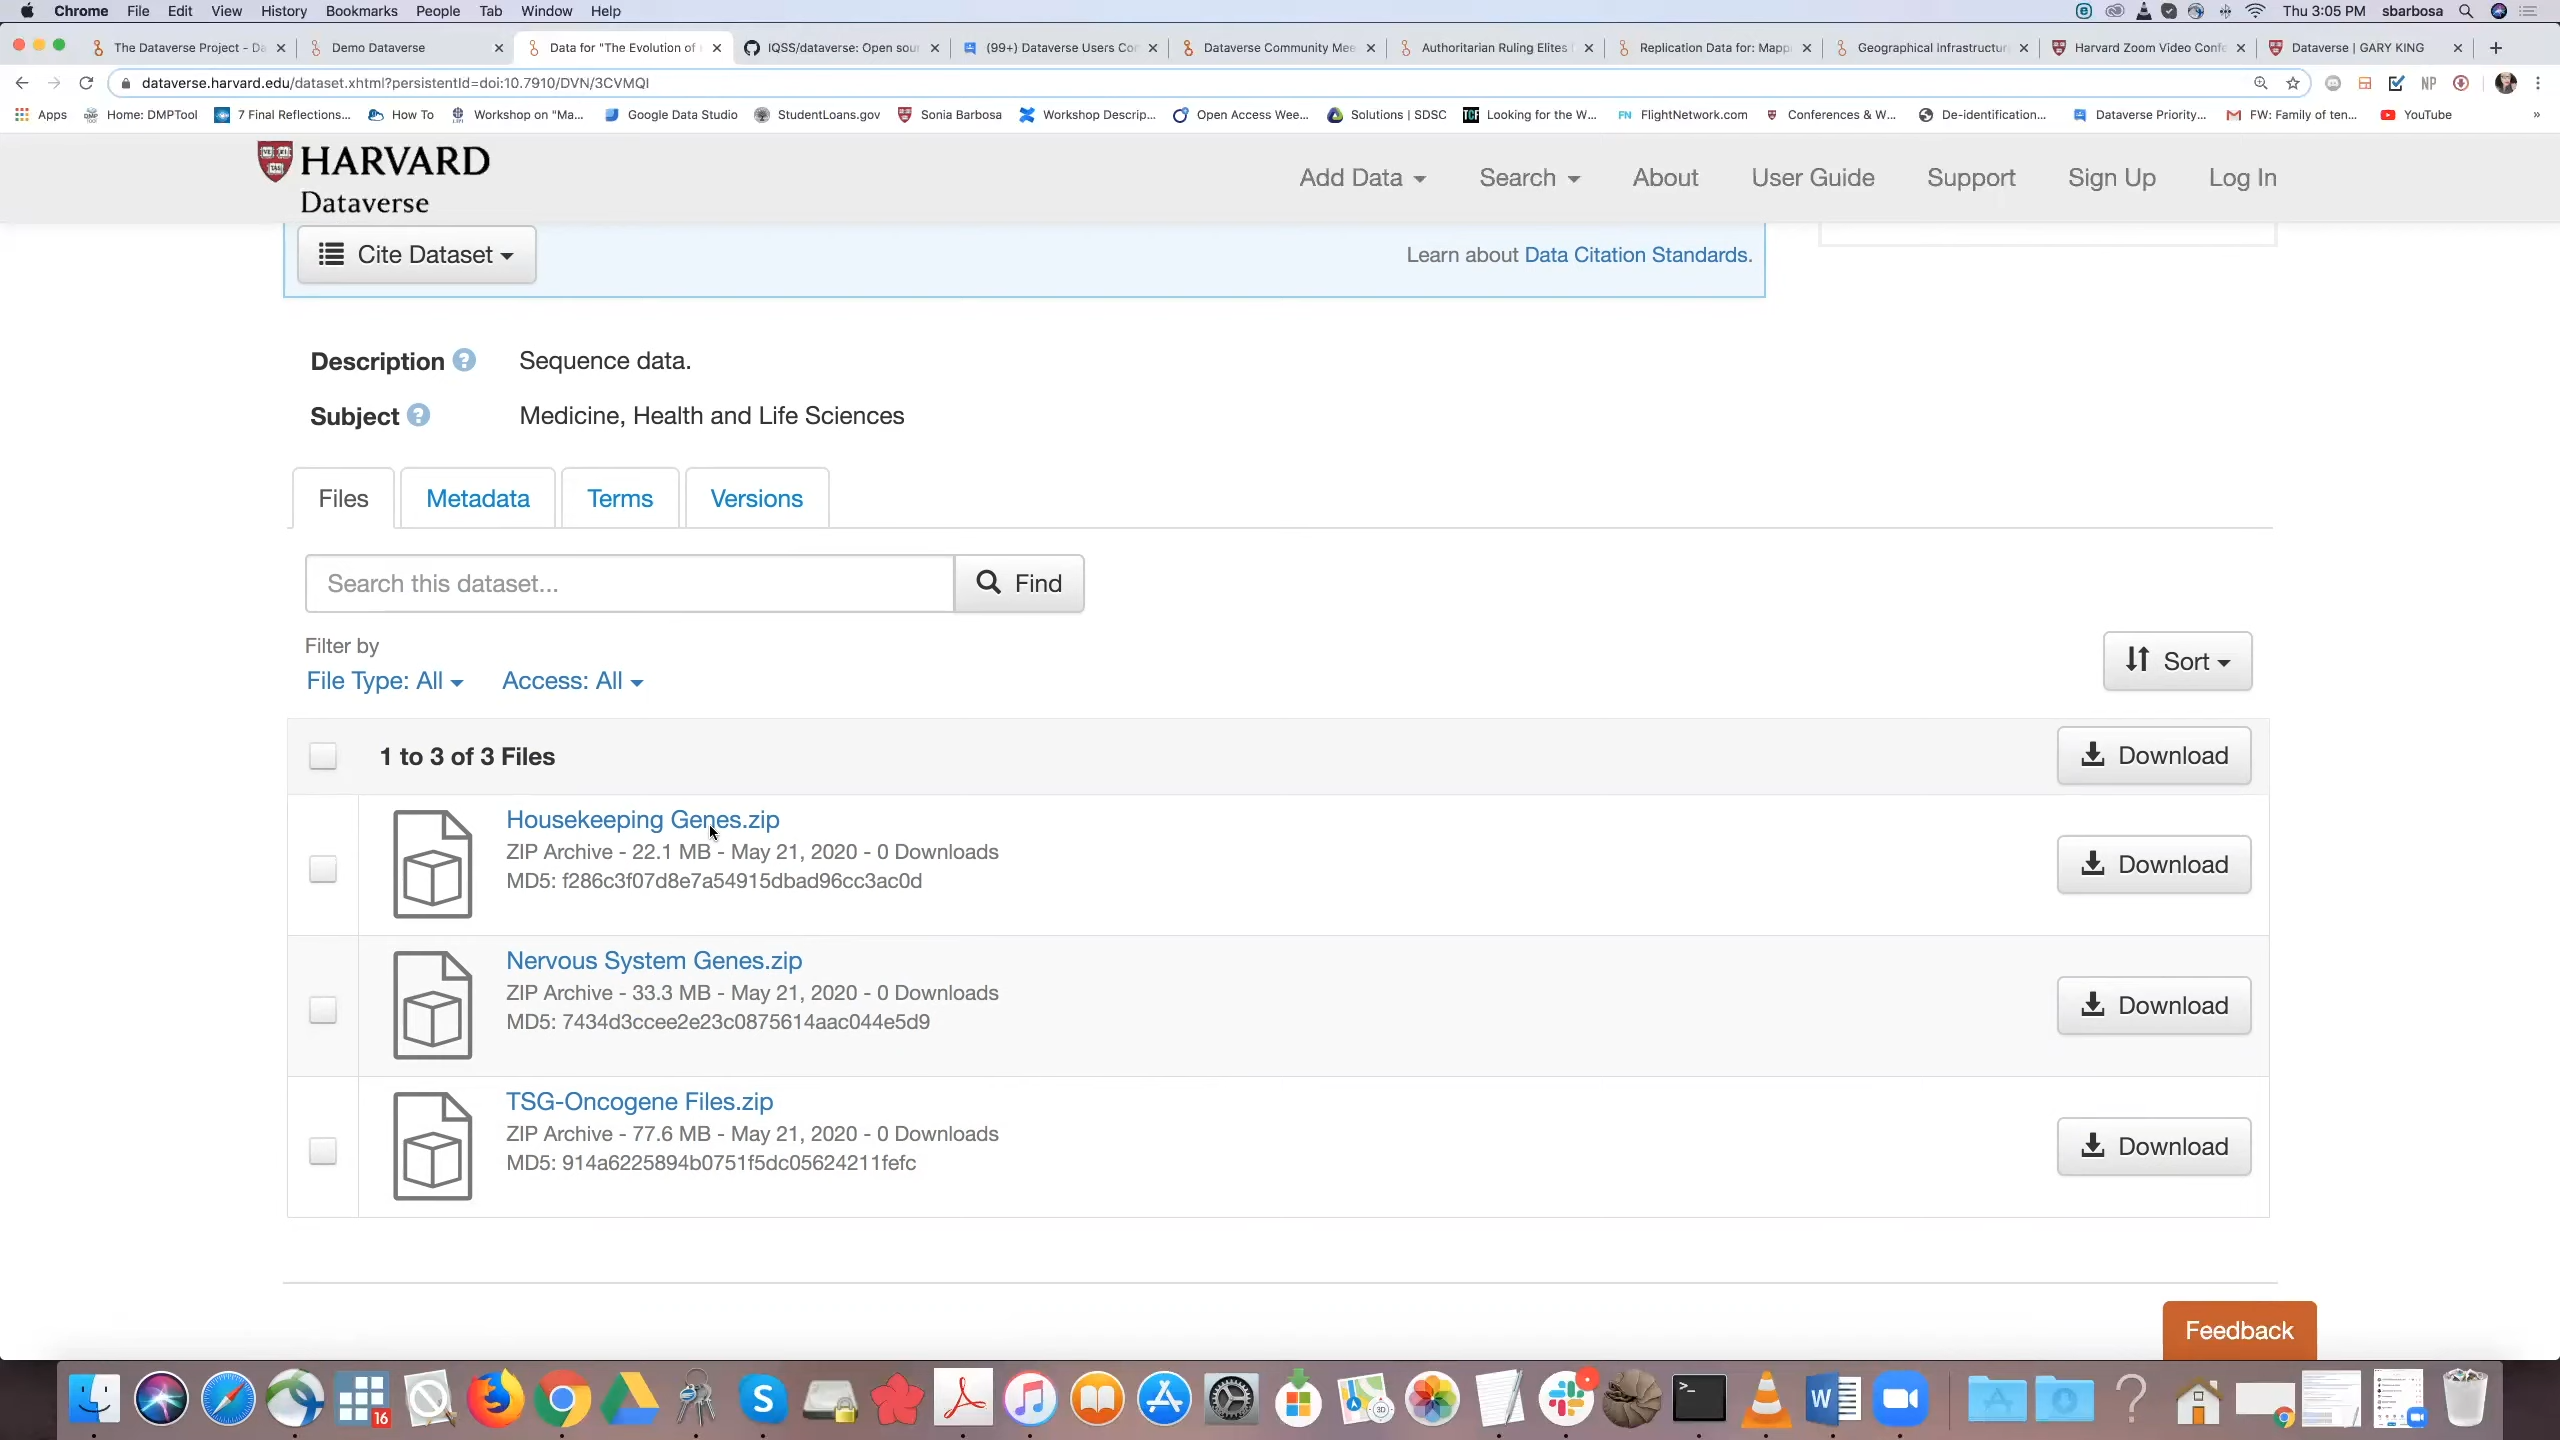 Chrome File Edit View History Bookmarks People Tab Window Help Thu 3:05 PM sbarbosa
The Dataverse Project - Da Demo Dataverse Data for "The Evolution of IQSS/dataverse: Open sou (99+) Dataverse Users Co Dataverse Community Mee Authoritarian Ruling Elites Replication Data for: Mapp Geographical Infrastructur Harvard Zoom Video Conf Dataverse | GARY KING
dataverse.harvard.edu/dataset.xhtml?persistentId=doi:10.7910/DVN/3CVMQI NP
Apps Home: DMPTool 7 Final Reflections... How To Workshop on "Ma... Google Data Studio StudentLoans.gov Sonia Barbosa Workshop Descrip... Open Access Wee... Solutions | SDSC Looking for the W... FlightNetwork.com Conferences & W... De-identification... Dataverse Priority... FW: Family of ten... YouTube »
HARVARD
Dataverse
Add Data Search About User Guide Support Sign Up Log In
Cite Dataset Learn about Data Citation Standards.
Description ? Sequence data.
Subject ? Medicine, Health and Life Sciences
Files Metadata Terms Versions
Search this dataset... Find
Filter by
File Type: All Access: All Sort
1 to 3 of 3 Files Download
Housekeeping Genes.zip
ZIP Archive - 22.1 MB - May 21, 2020 - 0 Downloads
MD5: f286c3f07d8e7a54915dbad96cc3ac0d
Download
Nervous System Genes.zip
ZIP Archive - 33.3 MB - May 21, 2020 - 0 Downloads
MD5: 7434d3ccee2e23c0875614aac044e5d9
Download
TSG-Oncogene Files.zip
ZIP Archive - 77.6 MB - May 21, 2020 - 0 Downloads
MD5: 914a6225894b0751f5dc05624211fefc
Download
Feedback
16